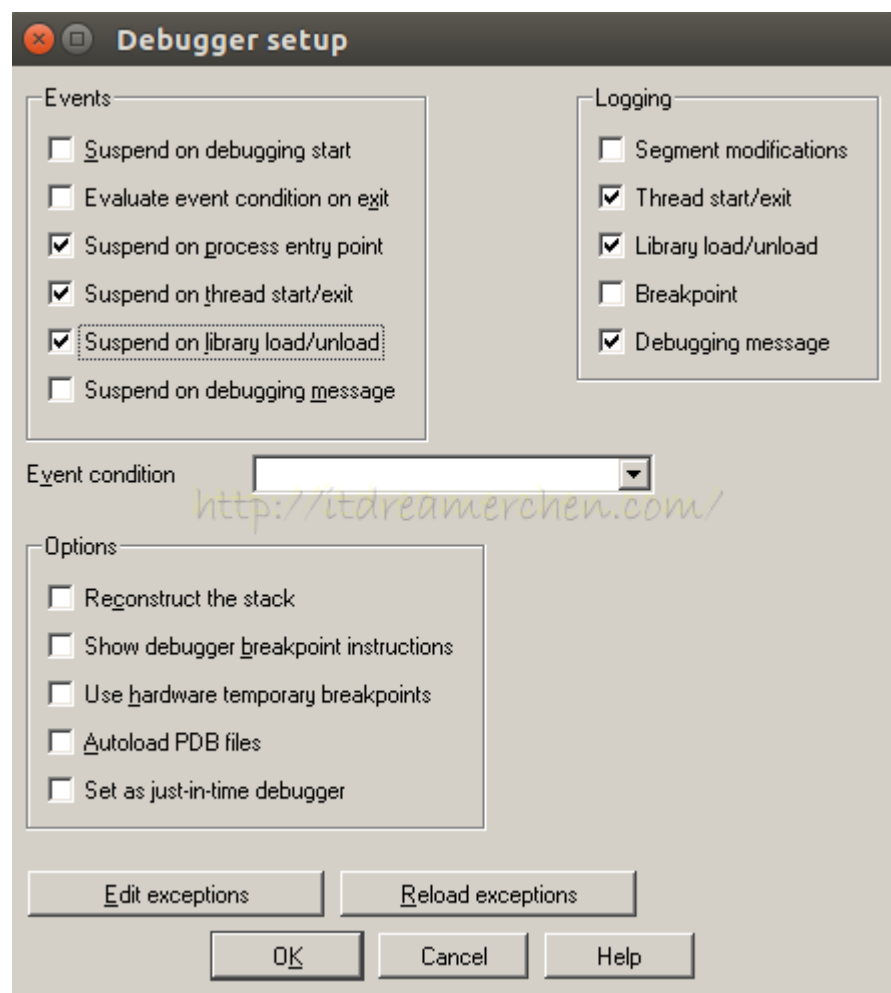 Debugger setup
Events
Suspend on debugging start
Evaluate event condition on exit
Suspend on process entry point
Suspend on thread start/exit
Suspend on library load/unload
Suspend on debugging message
Logging
Segment modifications
Thread start/exit
Library load/unload
Breakpoint
Debugging message
Event condition
http://itdreamerchen.com/
Options
Reconstruct the stack
Show debugger breakpoint instructions
Use hardware temporary breakpoints
Autoload PDB files
Set as just-in-time debugger
Edit exceptions
Reload exceptions
OK
Cancel
Help